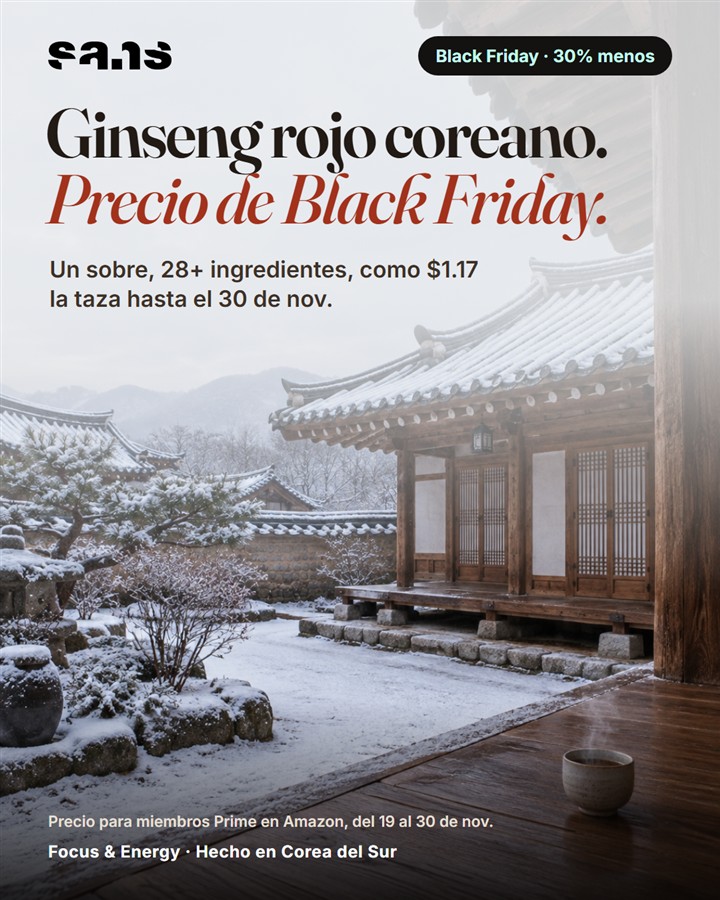 sans
Black Friday · 30% menos
Ginseng rojo coreano.
Precio de Black Friday.
Un sobre, 28+ ingredientes, como $1.17
la taza hasta el 30 de nov.
Precio para miembros Prime en Amazon, del 19 al 30 de nov.
Focus & Energy · Hecho en Corea del Sur